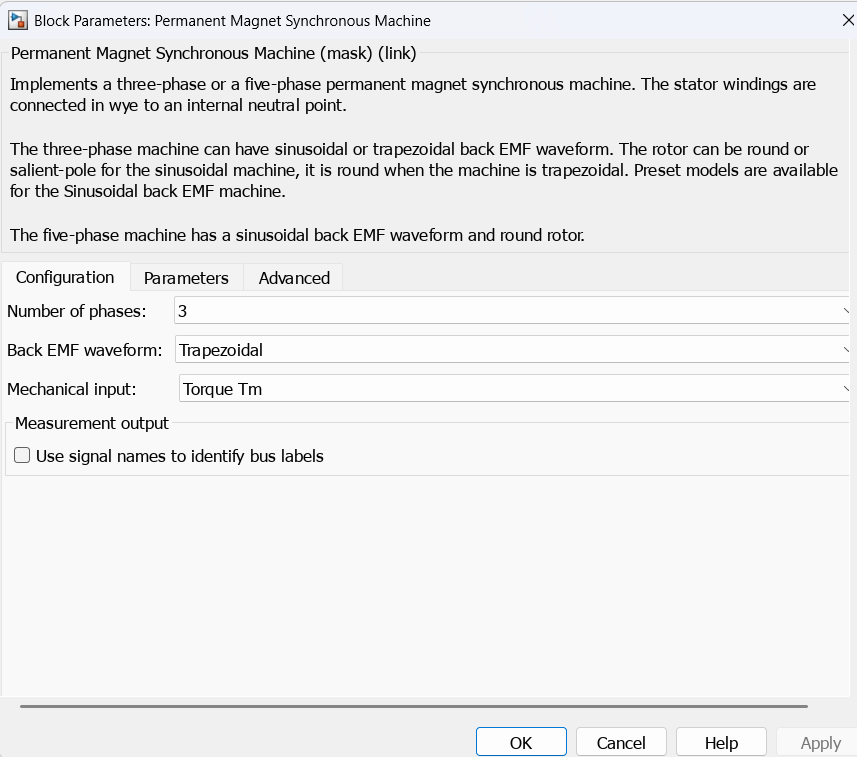 Block Parameters: Permanent Magnet Synchronous Machine
Permanent Magnet Synchronous Machine (mask) (link)
Implements a three-phase or a five-phase permanent magnet synchronous machine. The stator windings are
connected in wye to an internal neutral point.
The three-phase machine can have sinusoidal or trapezoidal back EMF waveform. The rotor can be round or
salient-pole for the sinusoidal machine, it is round when the machine is trapezoidal. Preset models are available
for the Sinusoidal back EMF machine.
The five-phase machine has a sinusoidal back EMF waveform and round rotor.
Configuration Parameters Advanced
Number of phases: 3
Back EMF waveform: Trapezoidal
Mechanical input: Torque Tm
Measurement output
Use signal names to identify bus labels
OK Cancel Help Apply